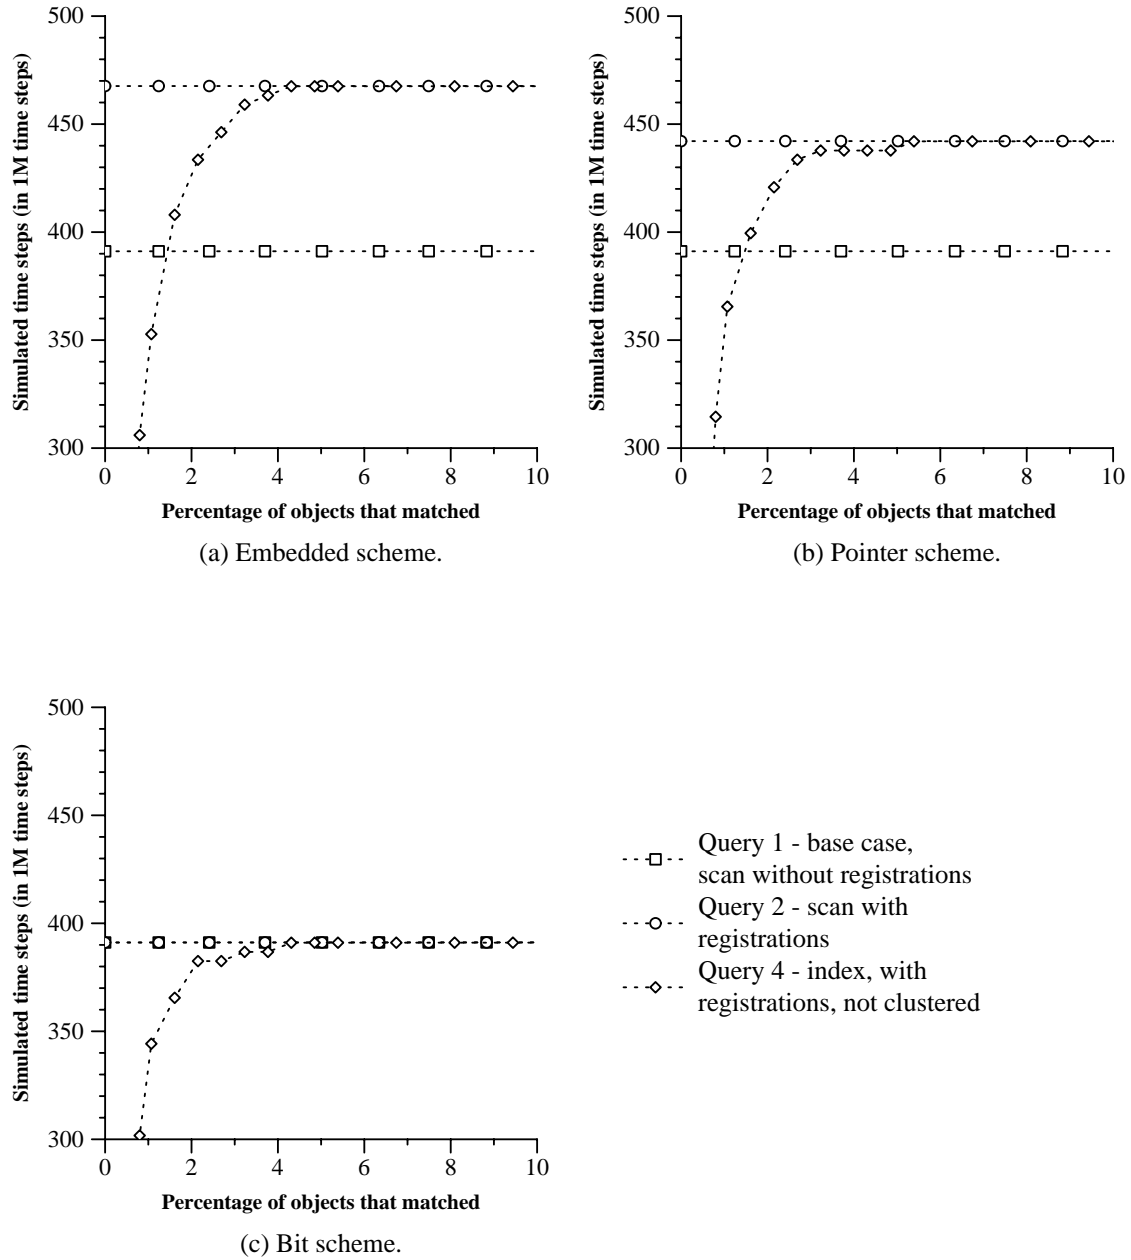 500
450
400
350
300
0
2
4
6
8
10
Simulated time steps (in 1M time steps)
Percentage of objects that matched
(a) Embedded scheme.
500
450
400
350
300
0
2
4
6
8
10
Simulated time steps (in 1M time steps)
Percentage of objects that matched
(b) Pointer scheme.
500
450
400
350
300
0
2
4
6
8
10
Simulated time steps (in 1M time steps)
Percentage of objects that matched
(c) Bit scheme.
Query 1 - base case,
scan without registrations
Query 2 - scan with
registrations
Query 4 - index, with
registrations, not clustered